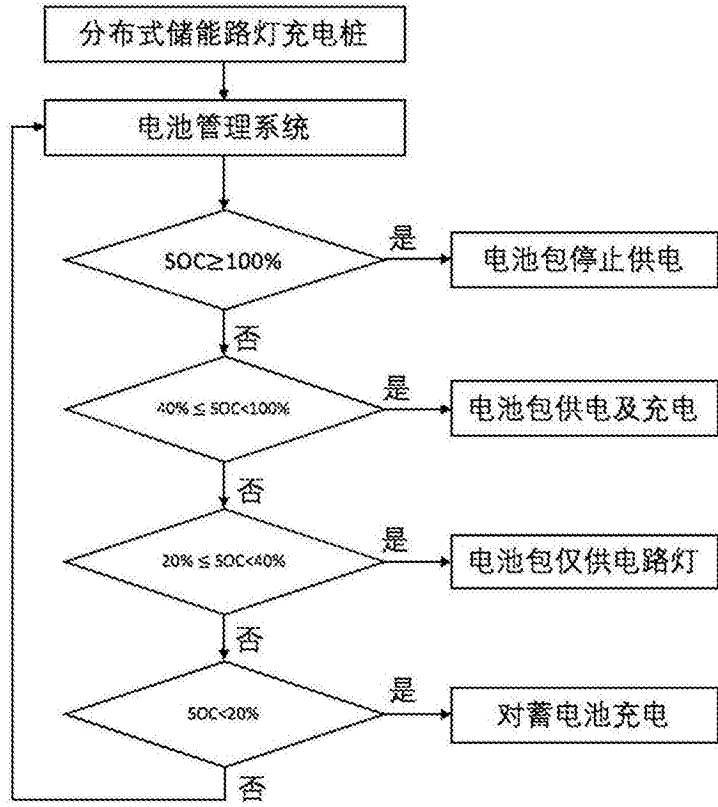 分布式储能路灯充电桩
电池管理系统
SOC≥100%
是
电池包停止供电
否
40% ≤ SOC<100%
是
电池包供电及充电
否
20% ≤ SOC<40%
是
电池包仅供电路灯
否
SOC<20%
是
对蓄电池充电
否